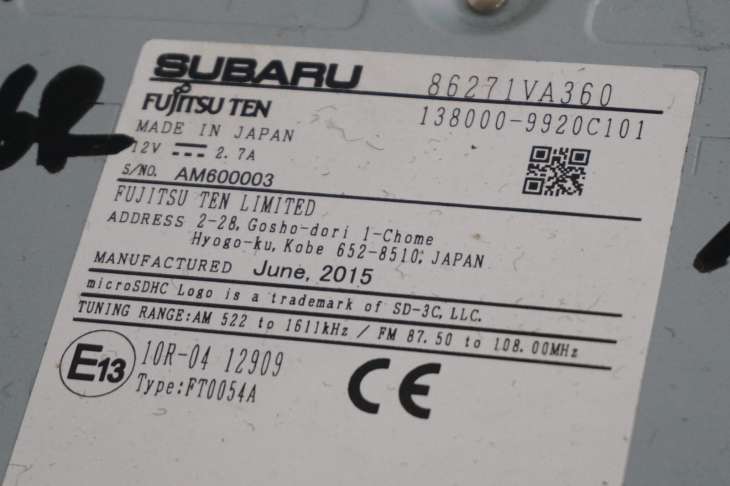 SUBARU 86271VA360
FUJITSU TEN 138000-9920C101
MADE IN JAPAN
12V 2.7A
S/NO. AM600003
FUJITSU TEN LIMITED
ADDRESS 2-28, Gosho-dori 1-Chome
Hyogo-ku, Kobe 652-8510, JAPAN
MANUFACTURED June, 2015
microSDHC Logo is a trademark of SD-3C, LLC.
TUNING RANGE:AM 522 to 1611kHz / FM 87.50 to 108.00MHz
E13 10R-04 12909
Type:FT0054A
CE